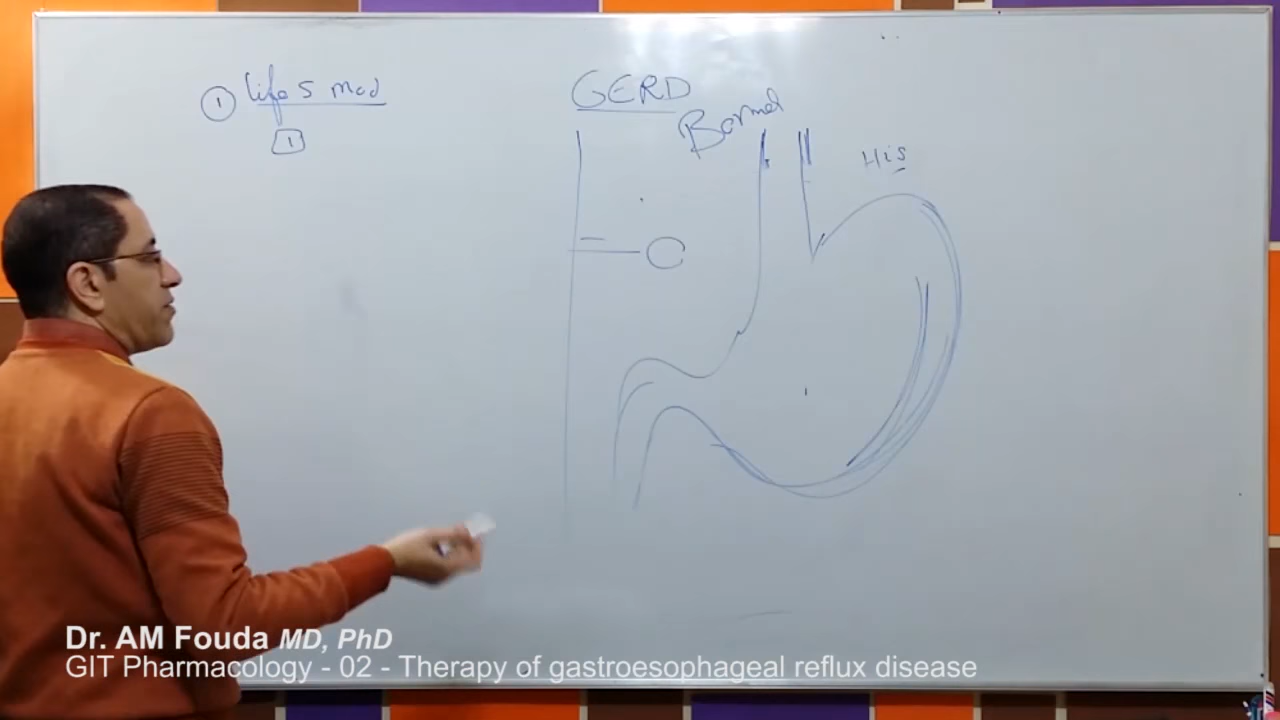 ① life s mod
1
GERD
Barmel
His
Dr. AM Fouda MD, PhD
GIT Pharmacology - 02 - Therapy of gastroesophageal reflux disease